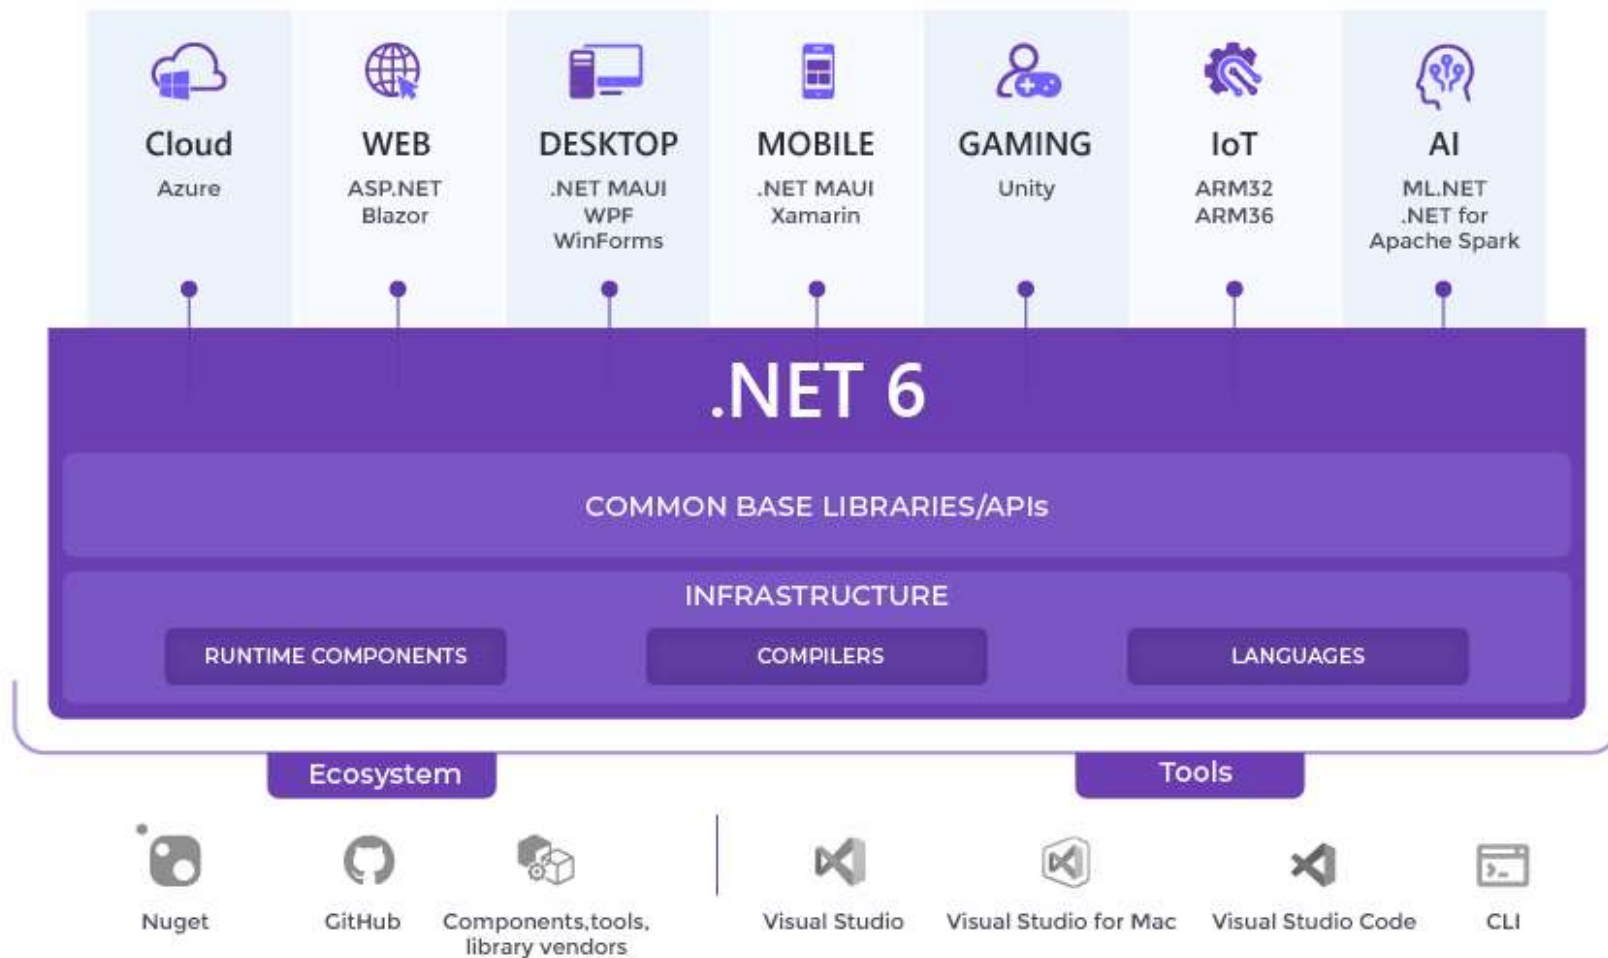 Cloud
Azure
WEB
ASP.NET
Blazor
DESKTOP
.NET MAUI
WPF
WinForms
MOBILE
.NET MAUI
Xamarin
GAMING
Unity
IoT
ARM32
ARM36
AI
ML.NET
.NET for
Apache Spark
.NET 6
COMMON BASE LIBRARIES/APIs
INFRASTRUCTURE
RUNTIME COMPONENTS
COMPILERS
LANGUAGES
Ecosystem
Nuget
GitHub
Components,tools,
library vendors
Tools
Visual Studio
Visual Studio for Mac
Visual Studio Code
CLI